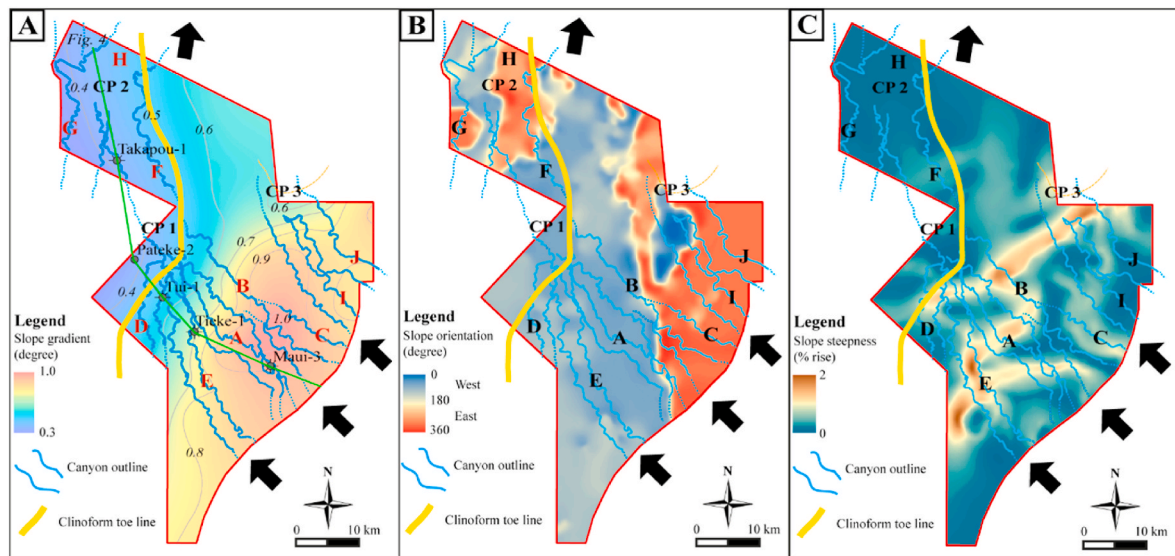 A
Fig. 4
H
CP 2
0.4
0.5
0.6
G
Takapou-1
F
CP 3
0.6
CP 1
0.7
Pateke-2
0.9
J
B
0.4
Tui-1
I
Legend
Slope gradient
(degree)
D
Tieke-1
1.0
C
A
1.0
Maui-3
E
0.3
0.8
Canyon outline
Clinoform toe line
N
0 10 km
B
H
CP 2
G
F
CP 3
CP 1
J
B
I
Legend
Slope orientation
(degree)
D
A
C
0
West
180
East
360
E
Canyon outline
Clinoform toe line
N
0 10 km
C
H
CP 2
G
F
CP 3
CP 1
J
B
I
Legend
Slope steepness
(% rise)
D
A
C
2
E
0
Canyon outline
Clinoform toe line
N
0 10 km